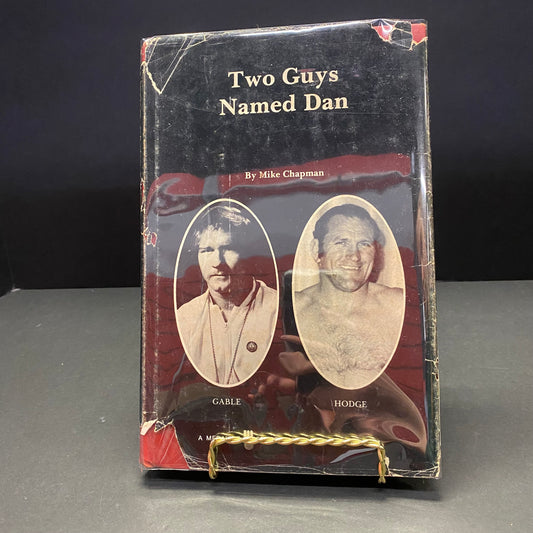 Two Guys
Named Dan
By Mike Chapman
GABLE
HODGE
A